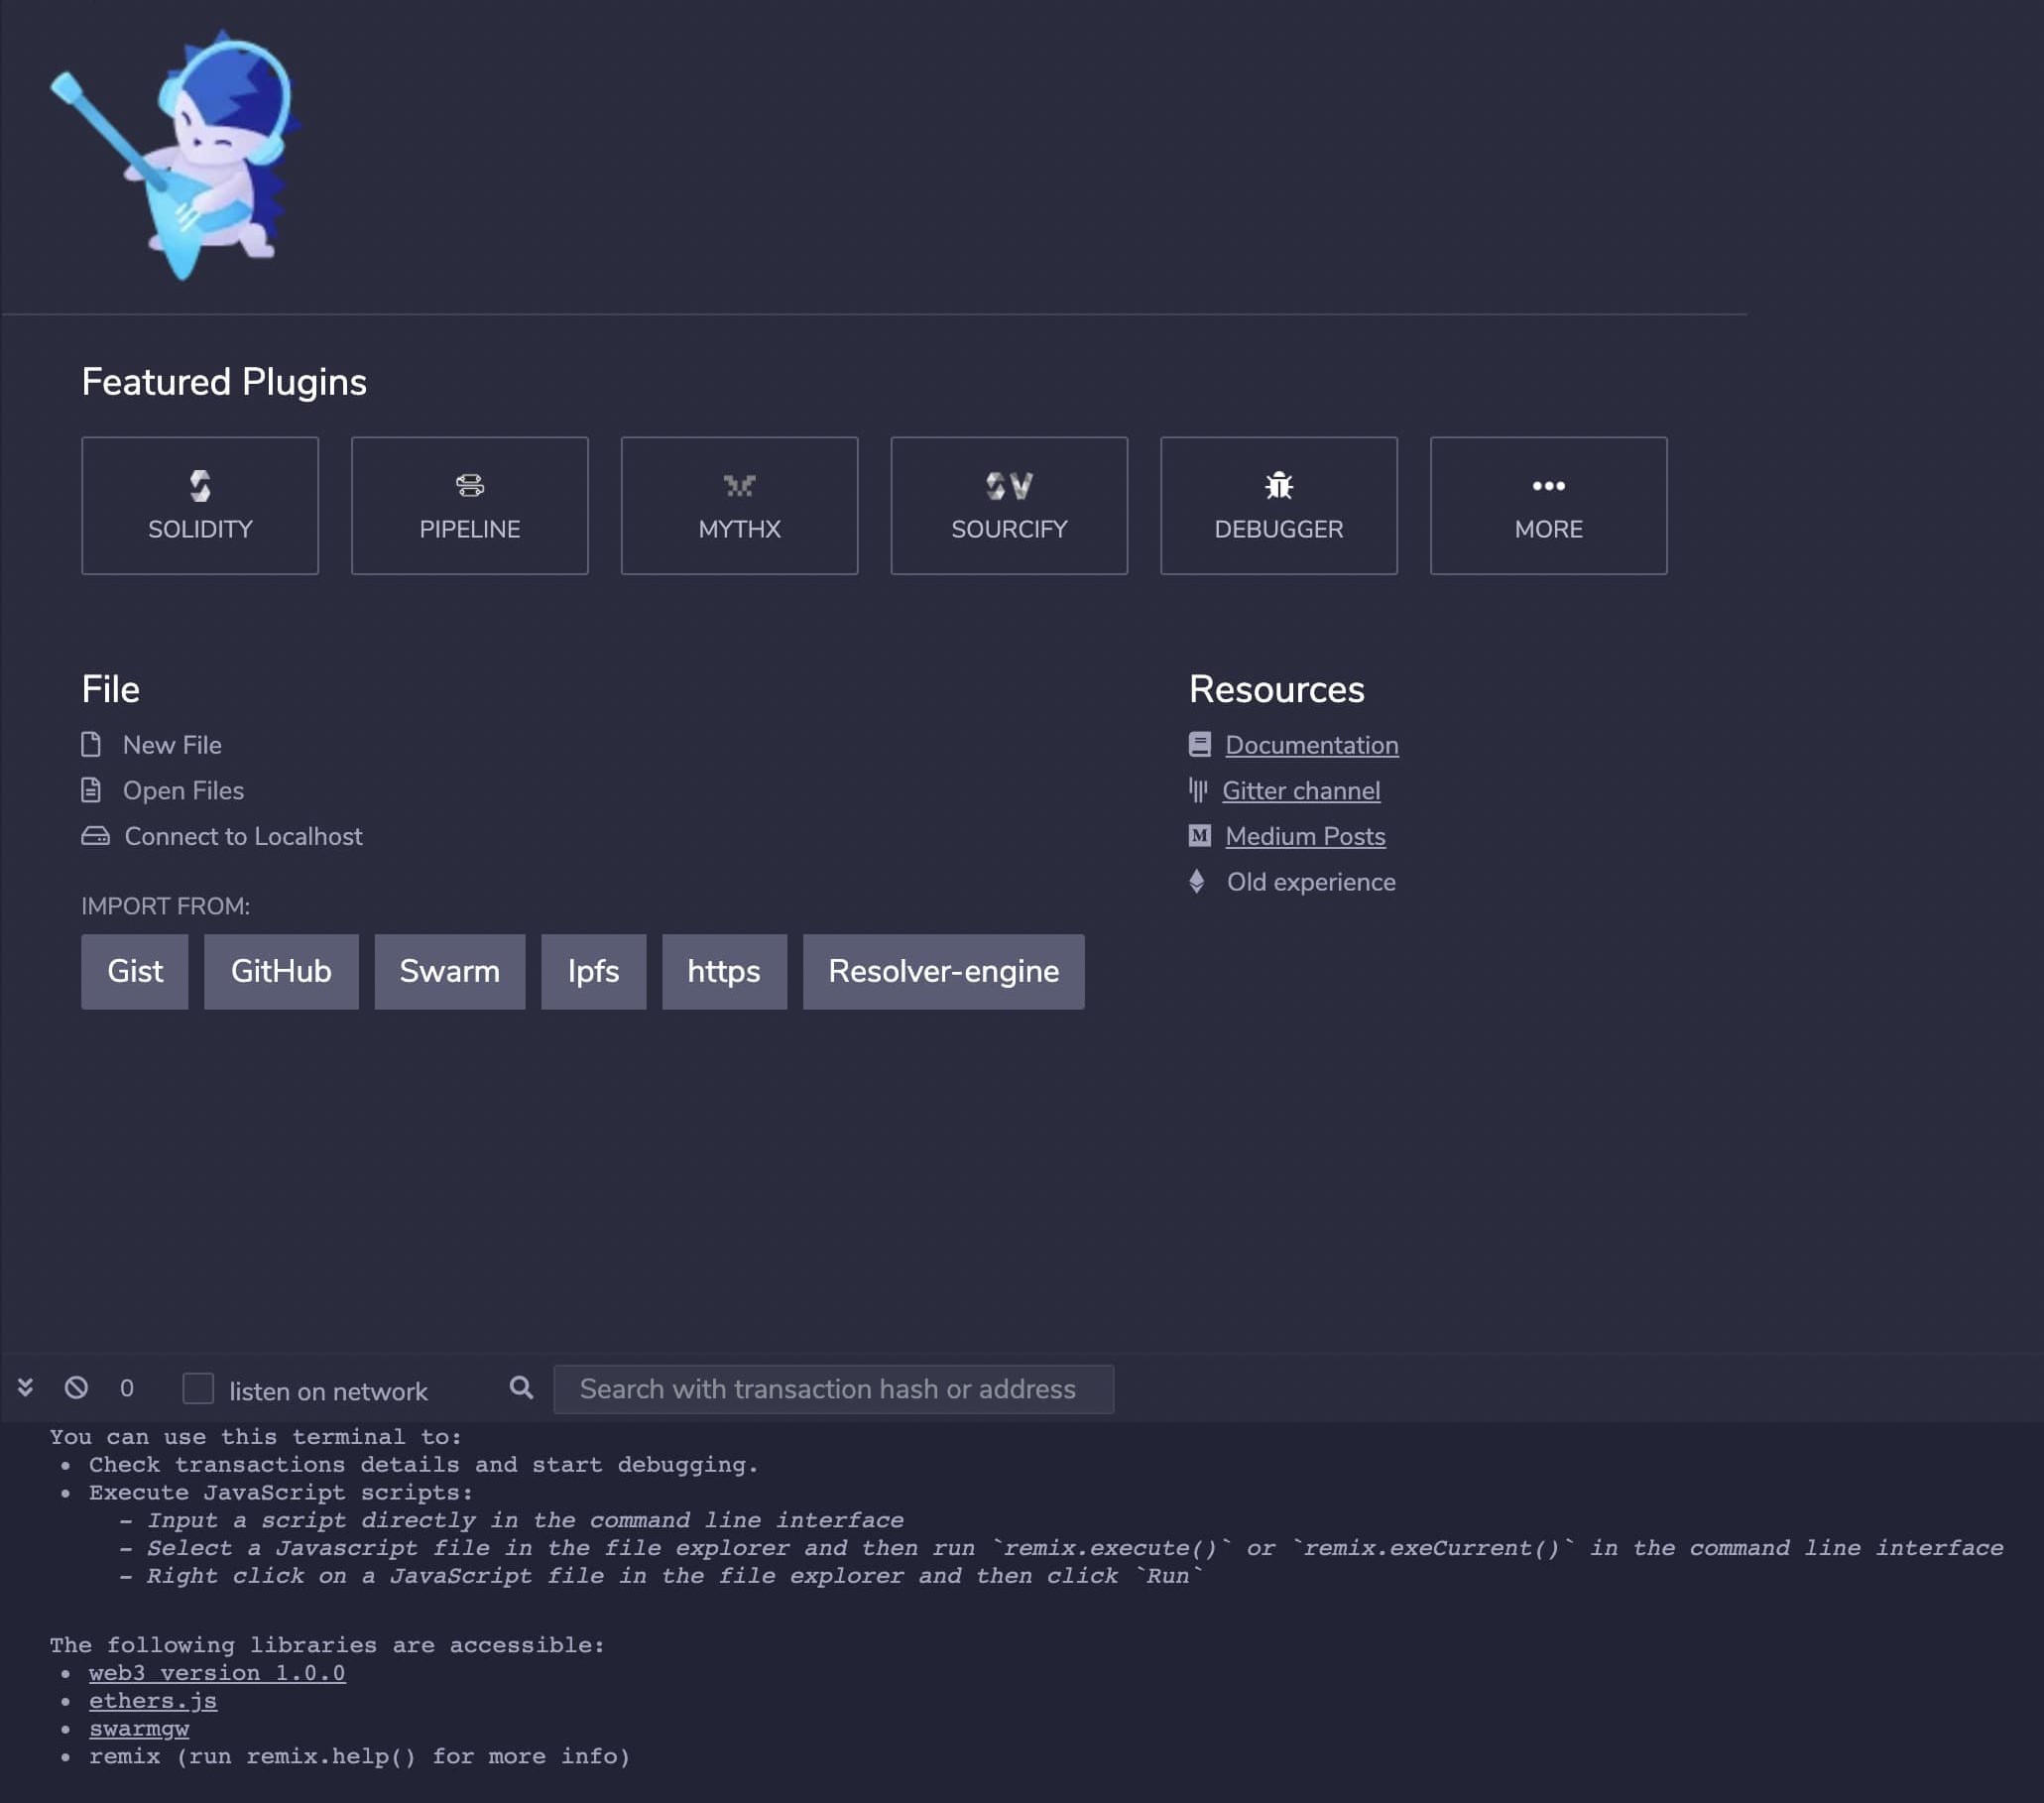 Featured Plugins
SOLIDITY
PIPELINE
MYTHX
SOURCIFY
DEBUGGER
MORE
File
New File
Open Files
Connect to Localhost
IMPORT FROM:
Gist GitHub Swarm Ipfs https Resolver-engine
Resources
Documentation
Gitter channel
Medium Posts
Old experience
0 listen on network Search with transaction hash or address
You can use this terminal to:
• Check transactions details and start debugging.
• Execute JavaScript scripts:
- Input a script directly in the command line interface
- Select a Javascript file in the file explorer and then run `remix.execute()` or `remix.exeCurrent()` in the command line interface
- Right click on a JavaScript file in the file explorer and then click `Run`
The following libraries are accessible:
• web3 version 1.0.0
• ethers.js
• swarmgw
• remix (run remix.help() for more info)